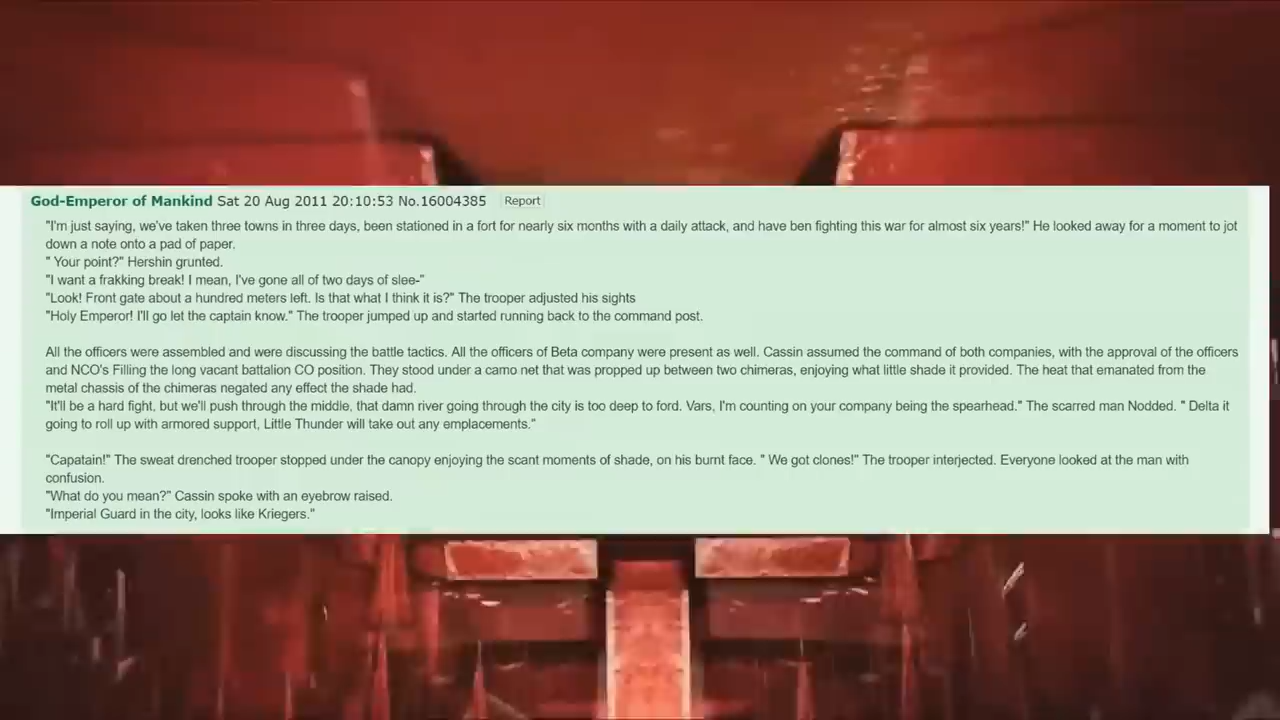 God-Emperor of Mankind Sat 20 Aug 2011 20:10:53 No.16004385 Report
"I'm just saying, we've taken three towns in three days, been stationed in a fort for nearly six months with a daily attack, and have ben fighting this war for almost six years!" He looked away for a moment to jot
down a note onto a pad of paper.
" Your point?" Hershin grunted.
"I want a frakking break! I mean, I've gone all of two days of slee-"
"Look! Front gate about a hundred meters left. Is that what I think it is?" The trooper adjusted his sights
"Holy Emperor! I'll go let the captain know." The trooper jumped up and started running back to the command post.
All the officers were assembled and were discussing the battle tactics. All the officers of Beta company were present as well. Cassin assumed the command of both companies, with the approval of the officers
and NCO's Filling the long vacant battalion CO position. They stood under a camo net that was propped up between two chimeras, enjoying what little shade it provided. The heat that emanated from the
metal chassis of the chimeras negated any effect the shade had.
"It'll be a hard fight, but we'll push through the middle, that damn river going through the city is too deep to ford. Vars, I'm counting on your company being the spearhead." The scarred man Nodded. " Delta it
going to roll up with armored support, Little Thunder will take out any emplacements."
"Capatain!" The sweat drenched trooper stopped under the canopy enjoying the scant moments of shade, on his burnt face. " We got clones!" The trooper interjected. Everyone looked at the man with
confusion.
"What do you mean?" Cassin spoke with an eyebrow raised.
"Imperial Guard in the city, looks like Kriegers."